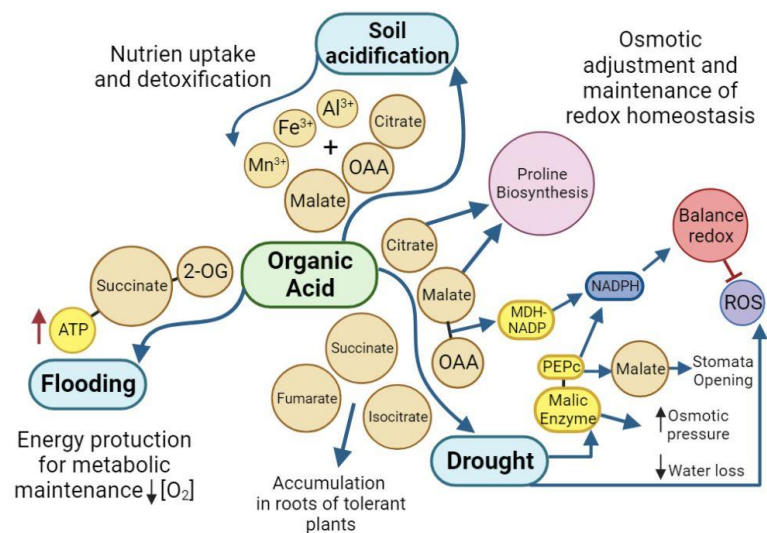 Nutrien uptake
and detoxification
Soil
acidification
Osmotic
adjustment and
maintenance of
redox homeostasis
Al³⁺
Fe³⁺
Mn³⁺
+
Citrate
OAA
Malate
Proline
Biosynthesis
Balance
redox
Organic
Acid
Citrate
Succinate
2-OG
ATP
Malate
OAA
MDH-
NADP
NADPH
ROS
Flooding
Succinate
Fumarate
Isocitrate
PEPc
Malate
Stomata
Opening
Malic
Enzyme
Osmotic
pressure
Energy protuction
for metabolic
maintenance↓[O₂]
Drought
Water loss
Accumulation
in roots of tolerant
plants